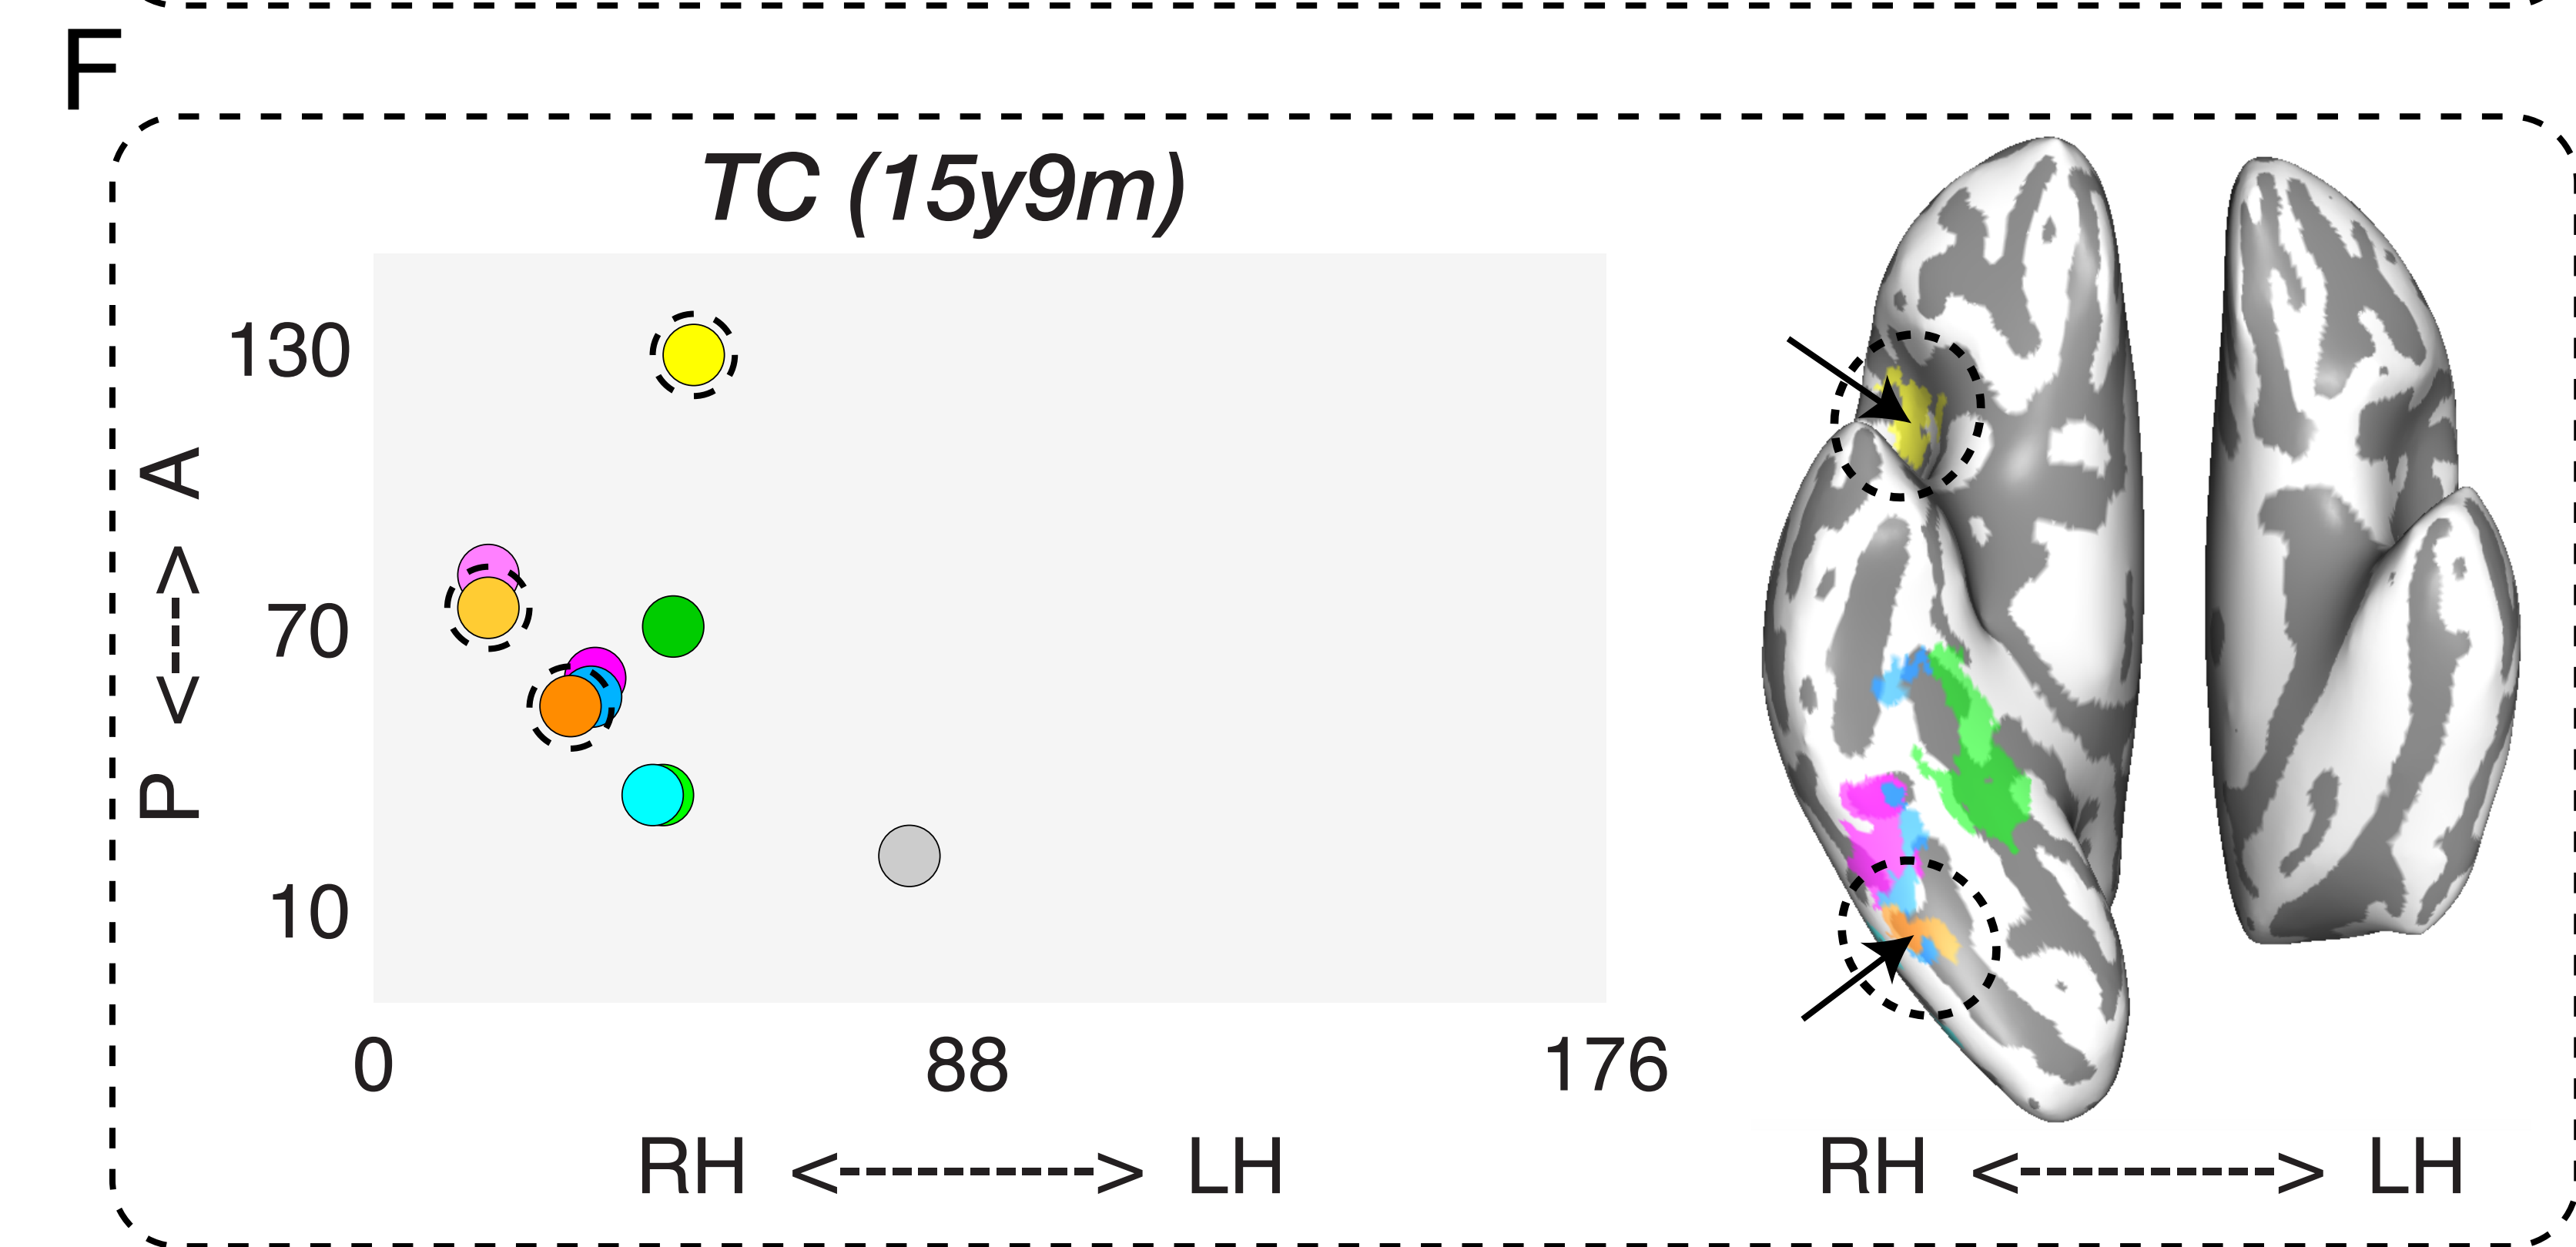 F
TC (15y9m)
130
70
10
P <---> A
0 88 176
RH <----------> LH
RH <----------> LH